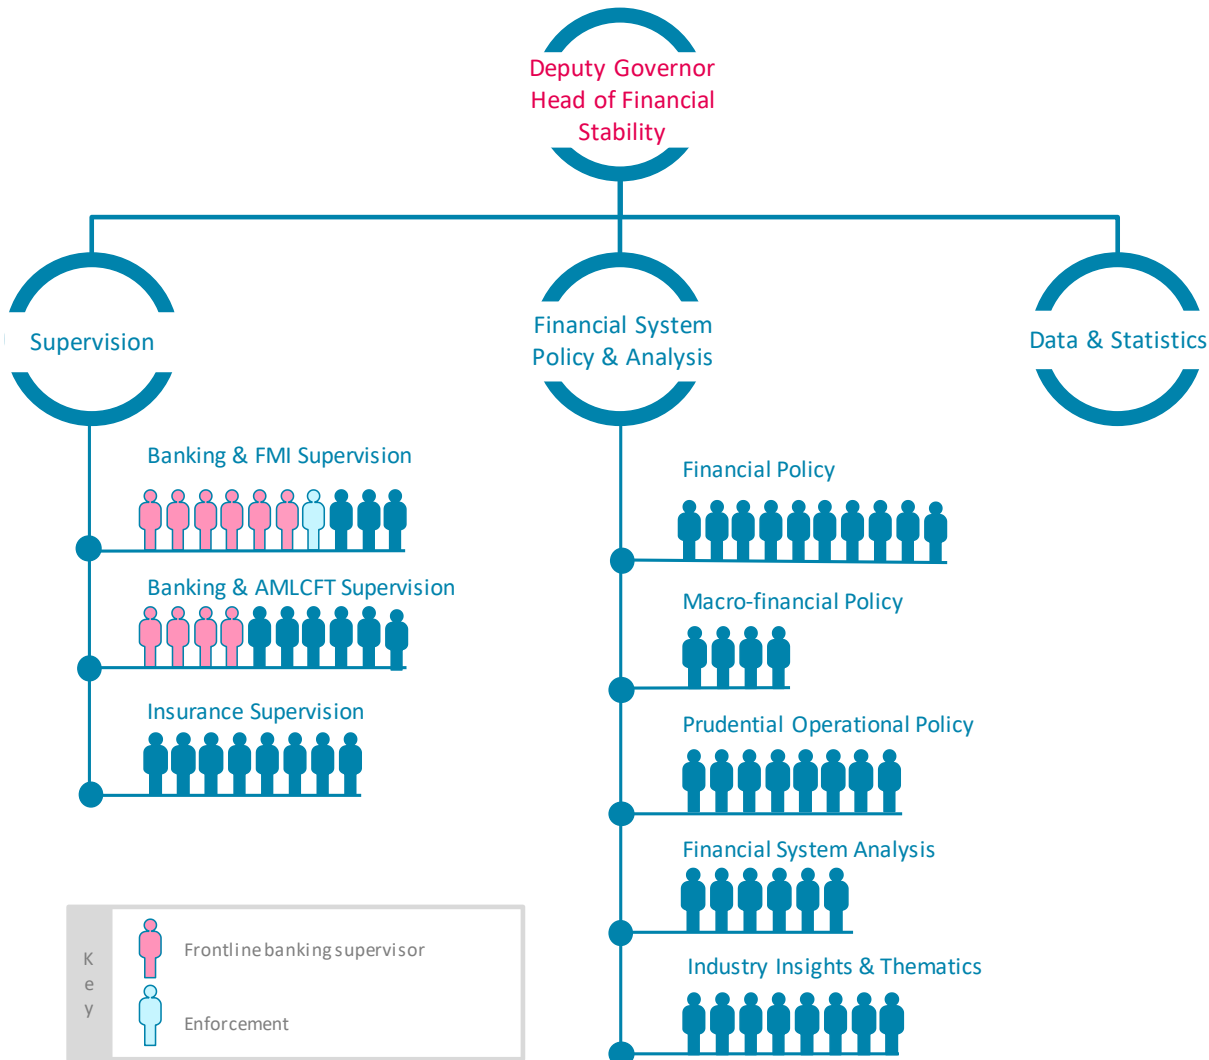 Deputy Governor
Head of Financial
Stability
Supervision
Financial System
Policy & Analysis
Data & Statistics
Banking & FMI Supervision
Banking & AMLCFT Supervision
Insurance Supervision
Financial Policy
Macro-financial Policy
Prudential Operational Policy
Financial System Analysis
Industry Insights & Thematics
Key
Frontline banking supervisor
Enforcement